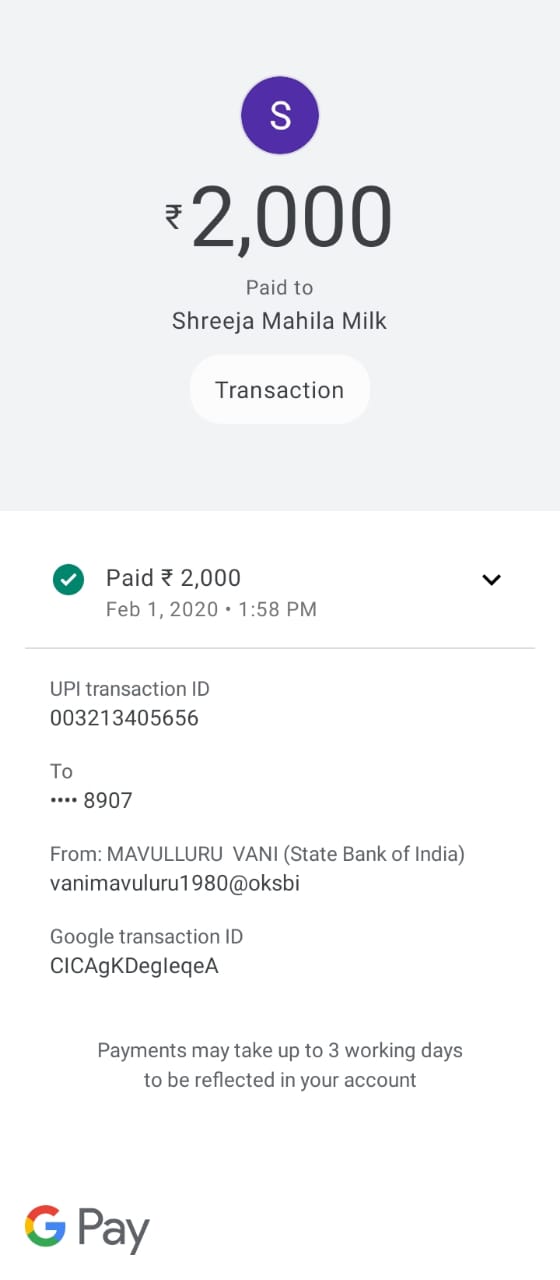 S
₹2,000
Paid to
Shreeja Mahila Milk
Transaction
Paid ₹ 2,000
Feb 1, 2020 • 1:58 PM
UPI transaction ID
003213405656
To
•••• 8907
From: MAVULLURU  VANI (State Bank of India)
vanimavuluru1980@oksbi
Google transaction ID
CICAgKDegIeqeA
Payments may take up to 3 working days
to be reflected in your account
G Pay